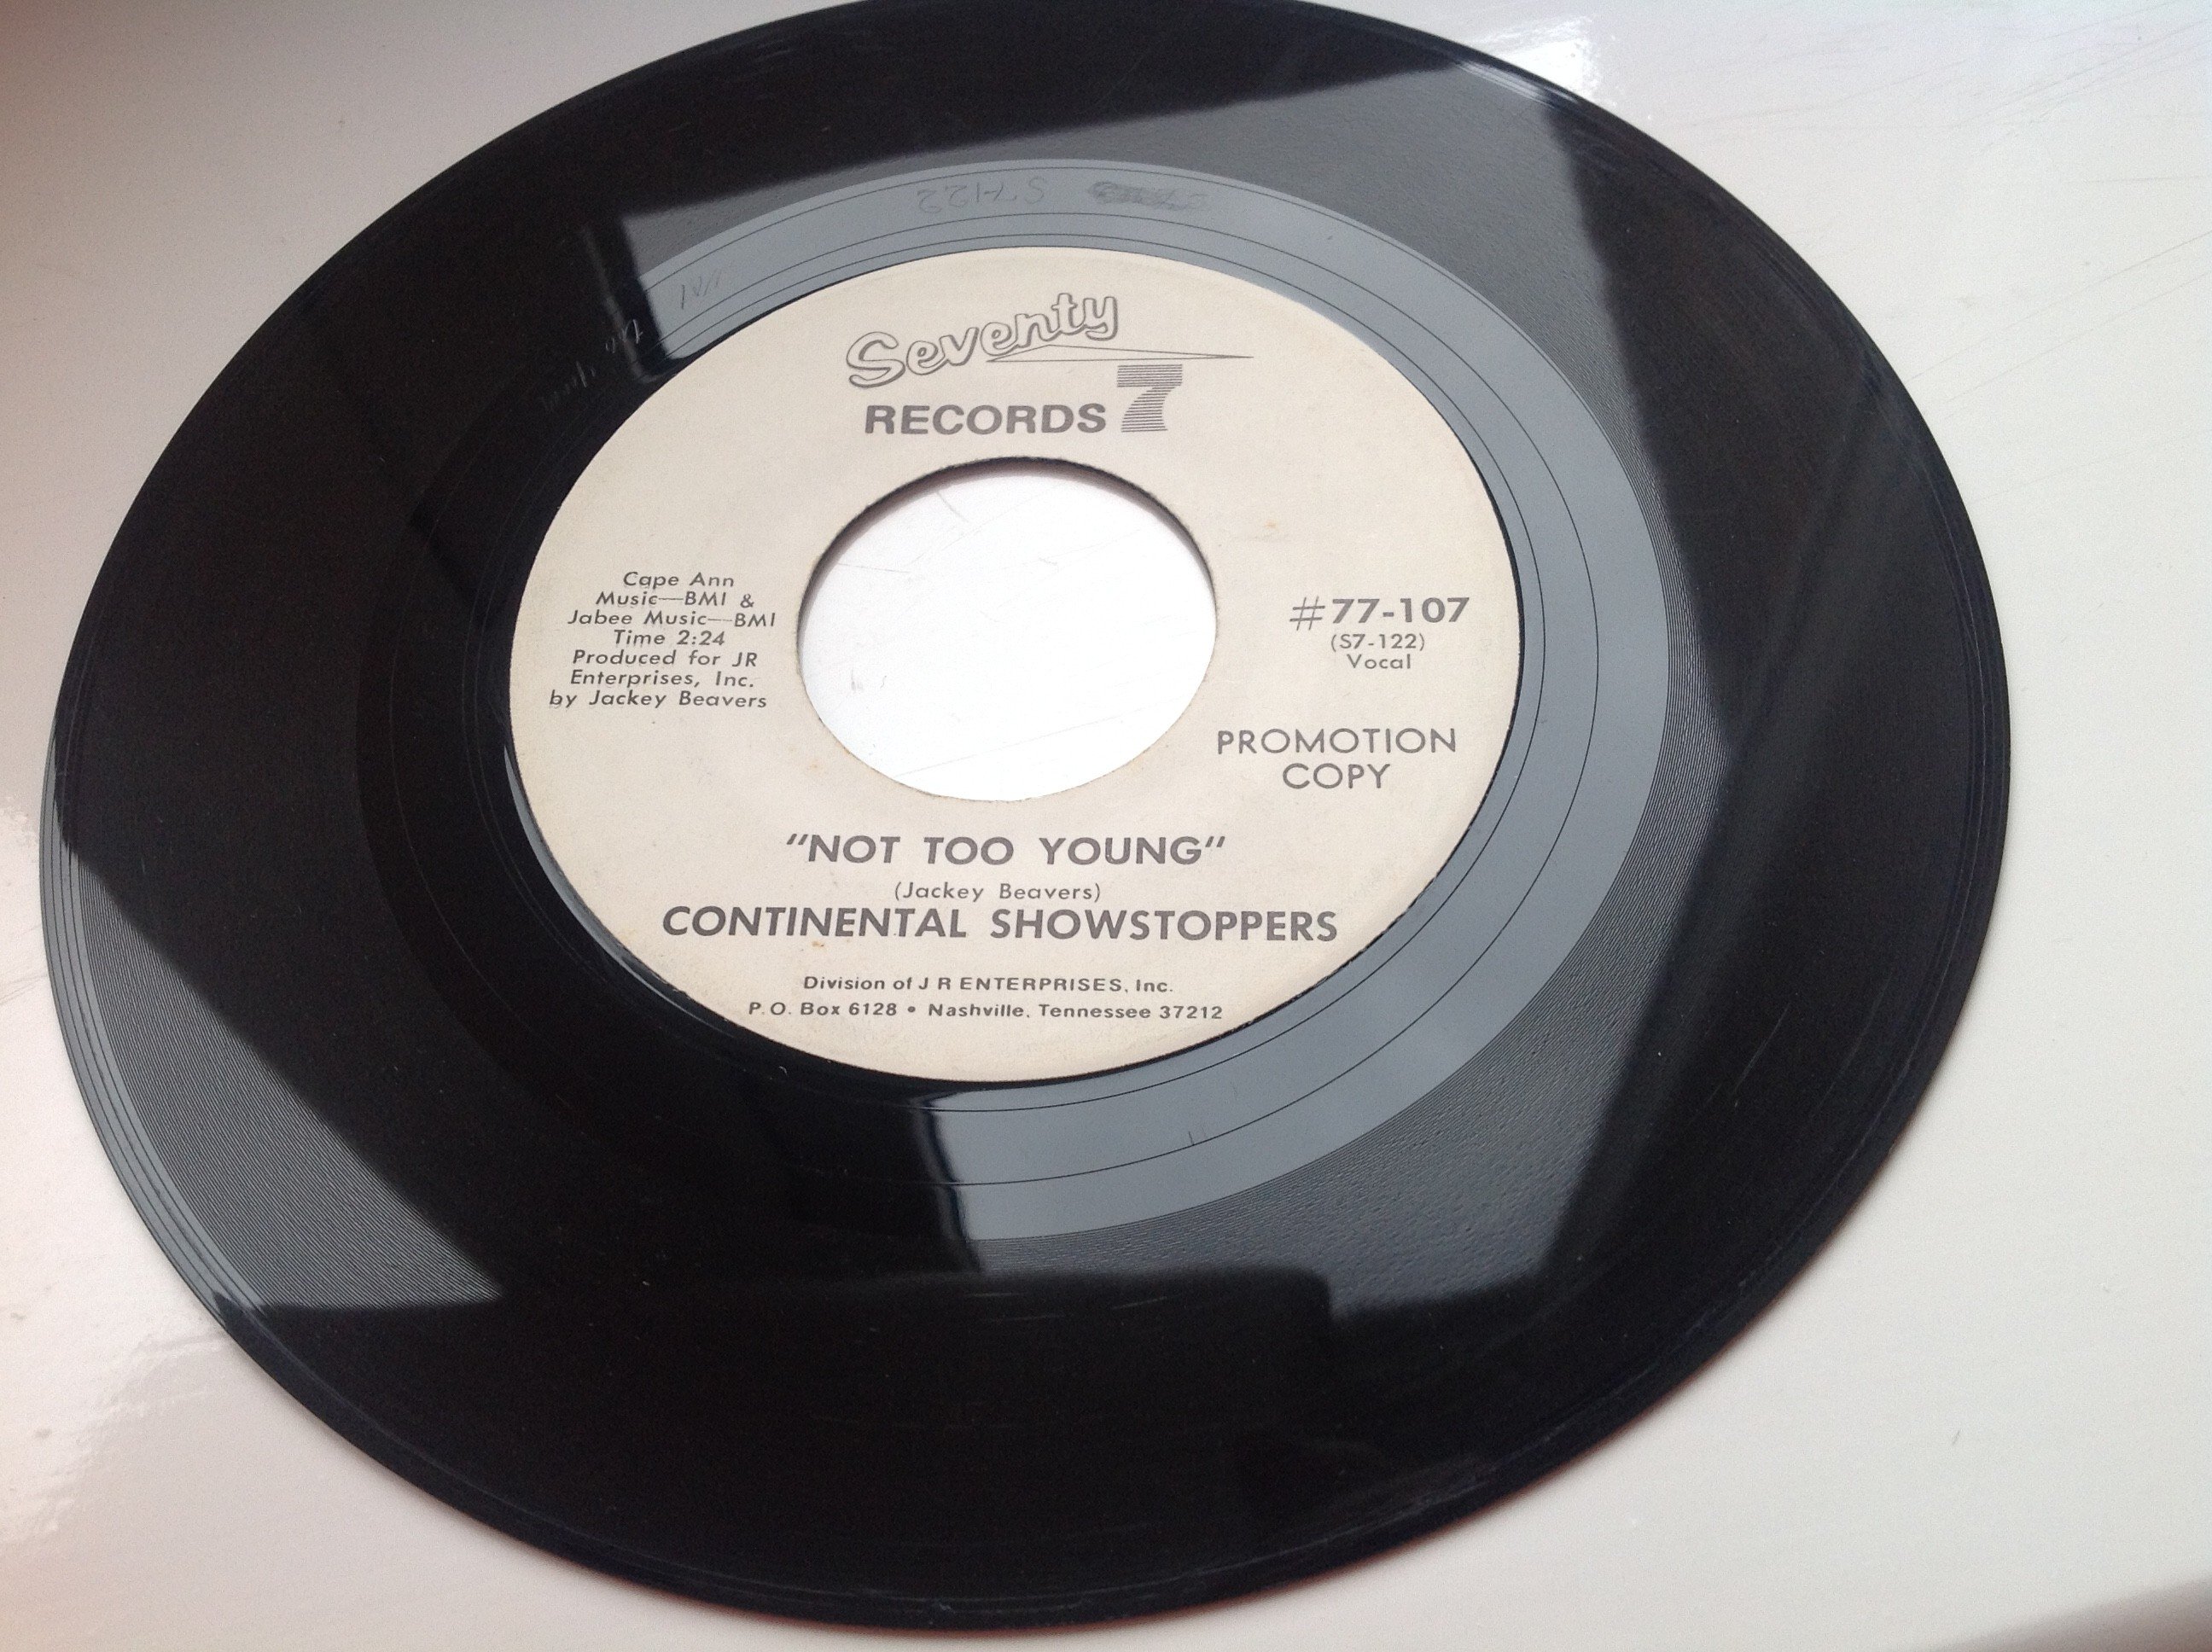 S7-122
Seventy
RECORDS 7
Cape Ann
Music—BMI &
Jabee Music—BMI
Time 2:24
Produced for JR
Enterprises, Inc.
by Jackey Beavers
#77-107
(S7-122)
Vocal
PROMOTION
COPY
"NOT TOO YOUNG"
(Jackey Beavers)
CONTINENTAL SHOWSTOPPERS
Division of J R ENTERPRISES, Inc.
P.O. Box 6128 • Nashville, Tennessee 37212